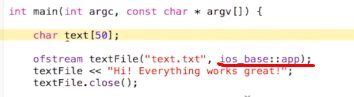 int main(int argc, const char * argv[]) {
char text[50];
ofstream textFile("text.txt", ios_base::app);
textFile << "Hi! Everything works great!";
textFile.close();